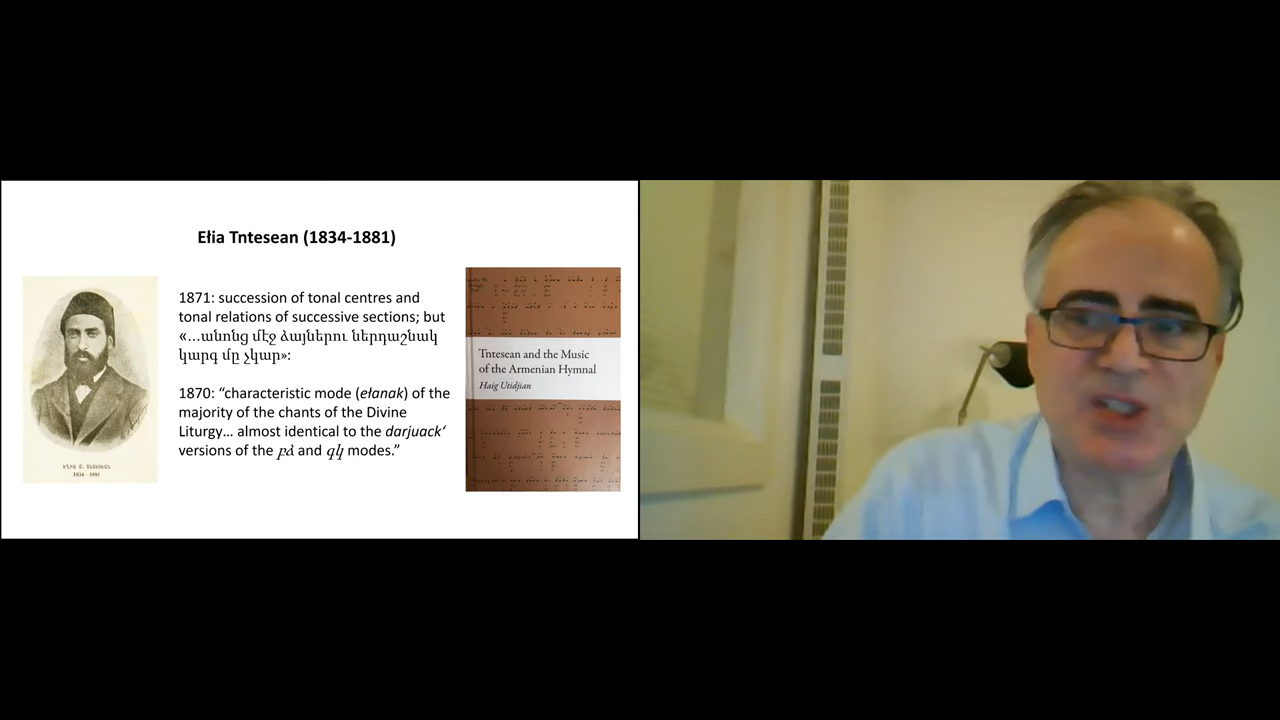 Ełia Tntesean (1834-1881)
1871: succession of tonal centres and
tonal relations of successive sections; but
«…անոնց մէջ ձայներու ներդաշնակ
կարգ մը չկար»:
1870: “characteristic mode (ełanak) of the
majority of the chants of the Divine
Liturgy… almost identical to the darjuack‘
versions of the բձ and գկ modes.”
ԵՂԻԱ Մ. ՏՆՏԵՍԵԱՆ
1834 - 1881
Tntesean and the Music
of the Armenian Hymnal
Haig Utidjian